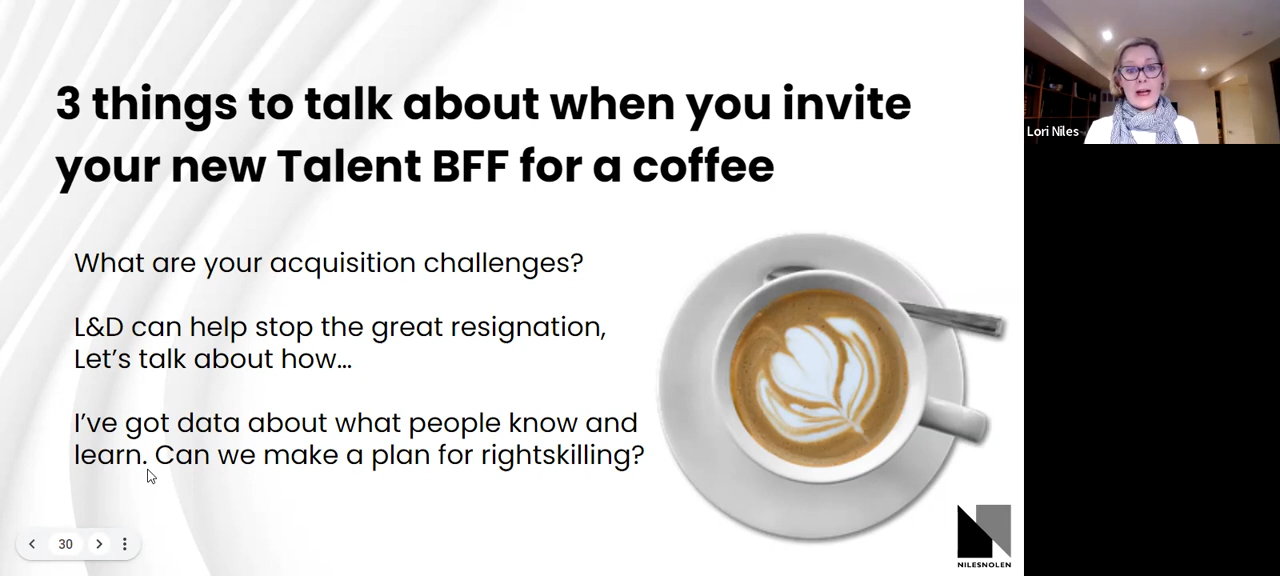 3 things to talk about when you invite
your new Talent BFF for a coffee
What are your acquisition challenges?
L&D can help stop the great resignation,
Let's talk about how...
I've got data about what people know and
learn. Can we make a plan for rightskilling?
30
NILESNOLEN
Lori Niles